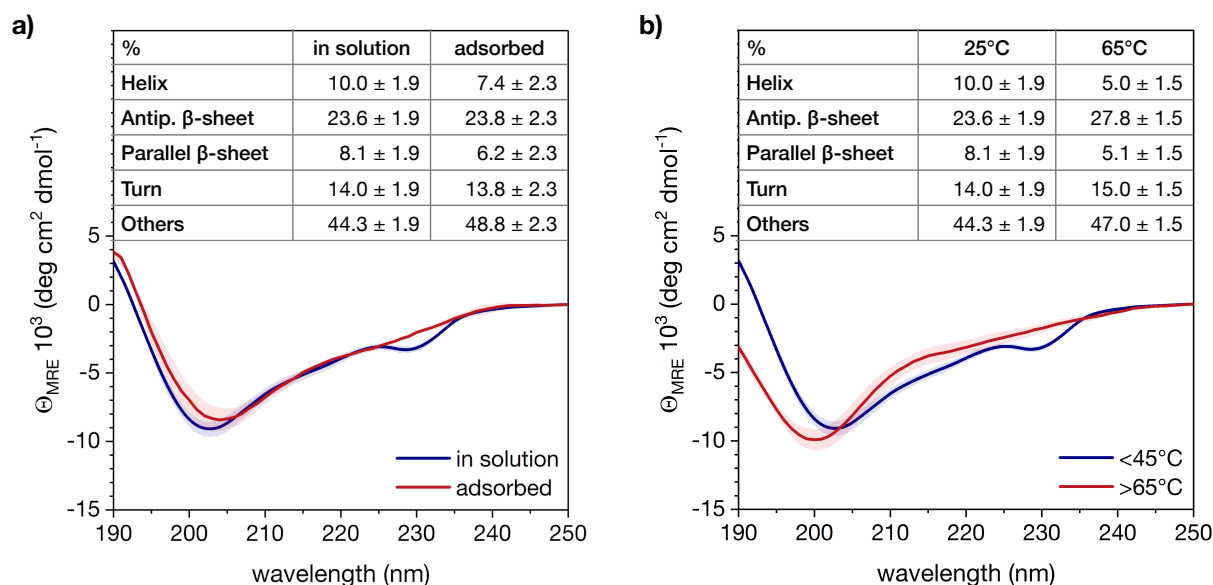 a)
% in solution adsorbed
Helix 10.0 ± 1.9 7.4 ± 2.3
Antip. β-sheet 23.6 ± 1.9 23.8 ± 2.3
Parallel β-sheet 8.1 ± 1.9 6.2 ± 2.3
Turn 14.0 ± 1.9 13.8 ± 2.3
Others 44.3 ± 1.9 48.8 ± 2.3
5
0
-5
-10
-15
Θ_MRE 10³ (deg cm² dmol⁻¹)
in solution
adsorbed
190 200 210 220 230 240 250
wavelength (nm)
b)
% 25°C 65°C
Helix 10.0 ± 1.9 5.0 ± 1.5
Antip. β-sheet 23.6 ± 1.9 27.8 ± 1.5
Parallel β-sheet 8.1 ± 1.9 5.1 ± 1.5
Turn 14.0 ± 1.9 15.0 ± 1.5
Others 44.3 ± 1.9 47.0 ± 1.5
5
0
-5
-10
-15
Θ_MRE 10³ (deg cm² dmol⁻¹)
<45°C
>65°C
190 200 210 220 230 240 250
wavelength (nm)